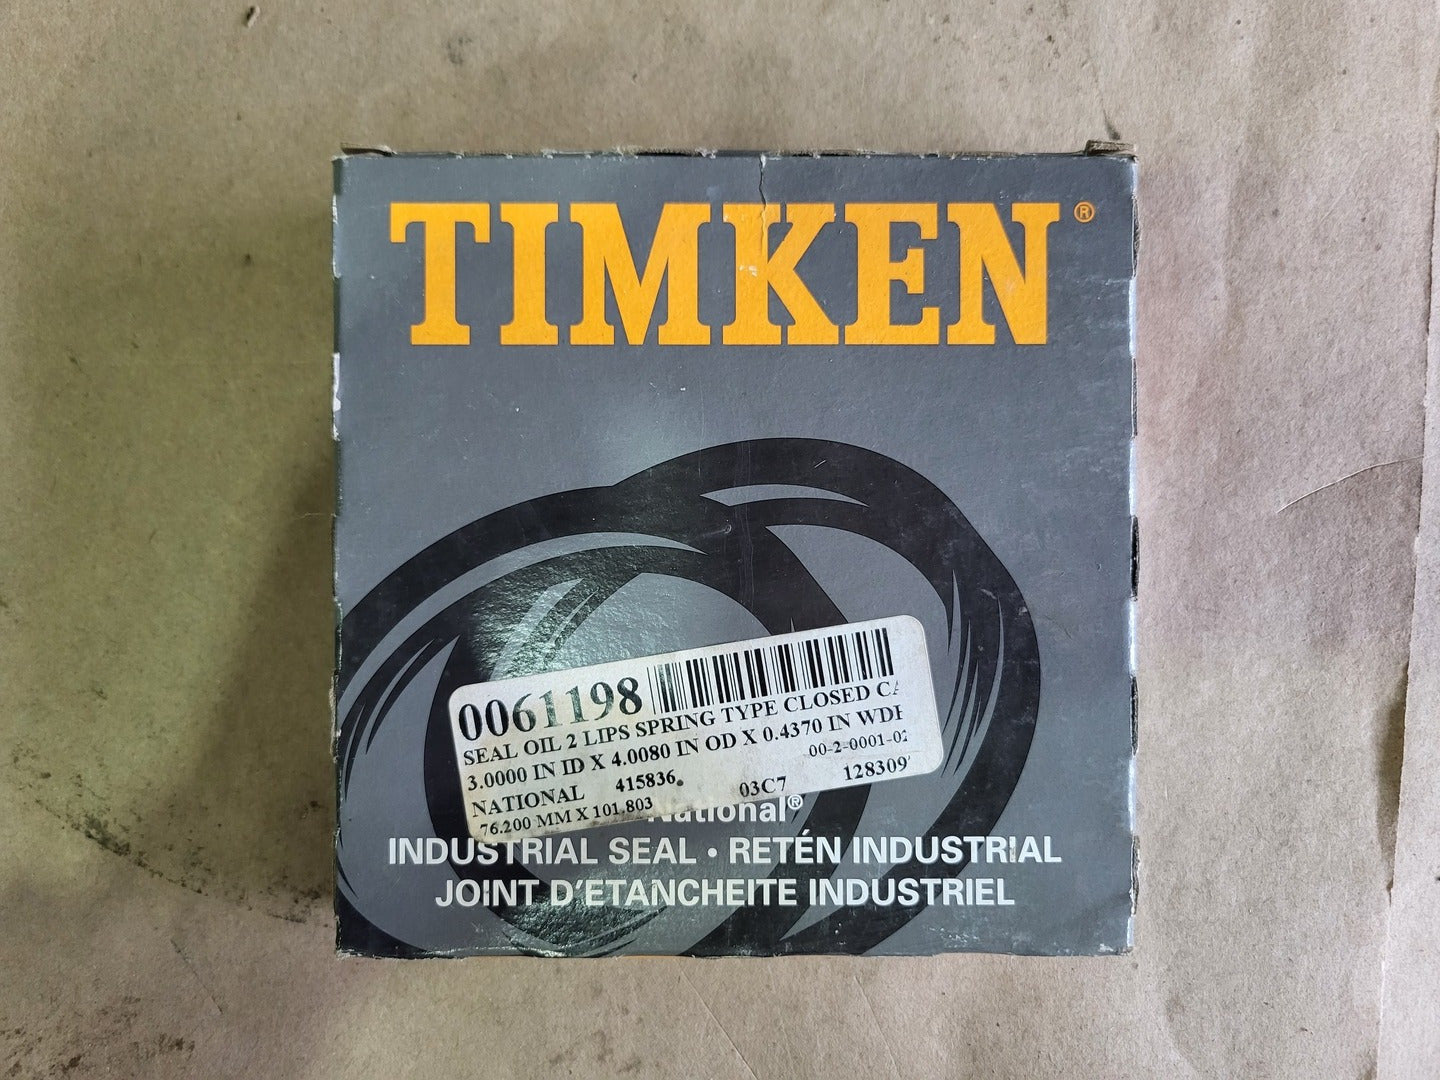 TIMKEN®
0061198
SEAL OIL 2 LIPS SPRING TYPE CLOSED
3.0000 IN ID X 4.0080 IN OD X 0.4370 IN
00-2-0001-02
NATIONAL 415836 03C7 128309
76.200 MM X 101.803
National®
INDUSTRIAL SEAL • RETÉN INDUSTRIAL
JOINT D'ETANCHEITE INDUSTRIEL